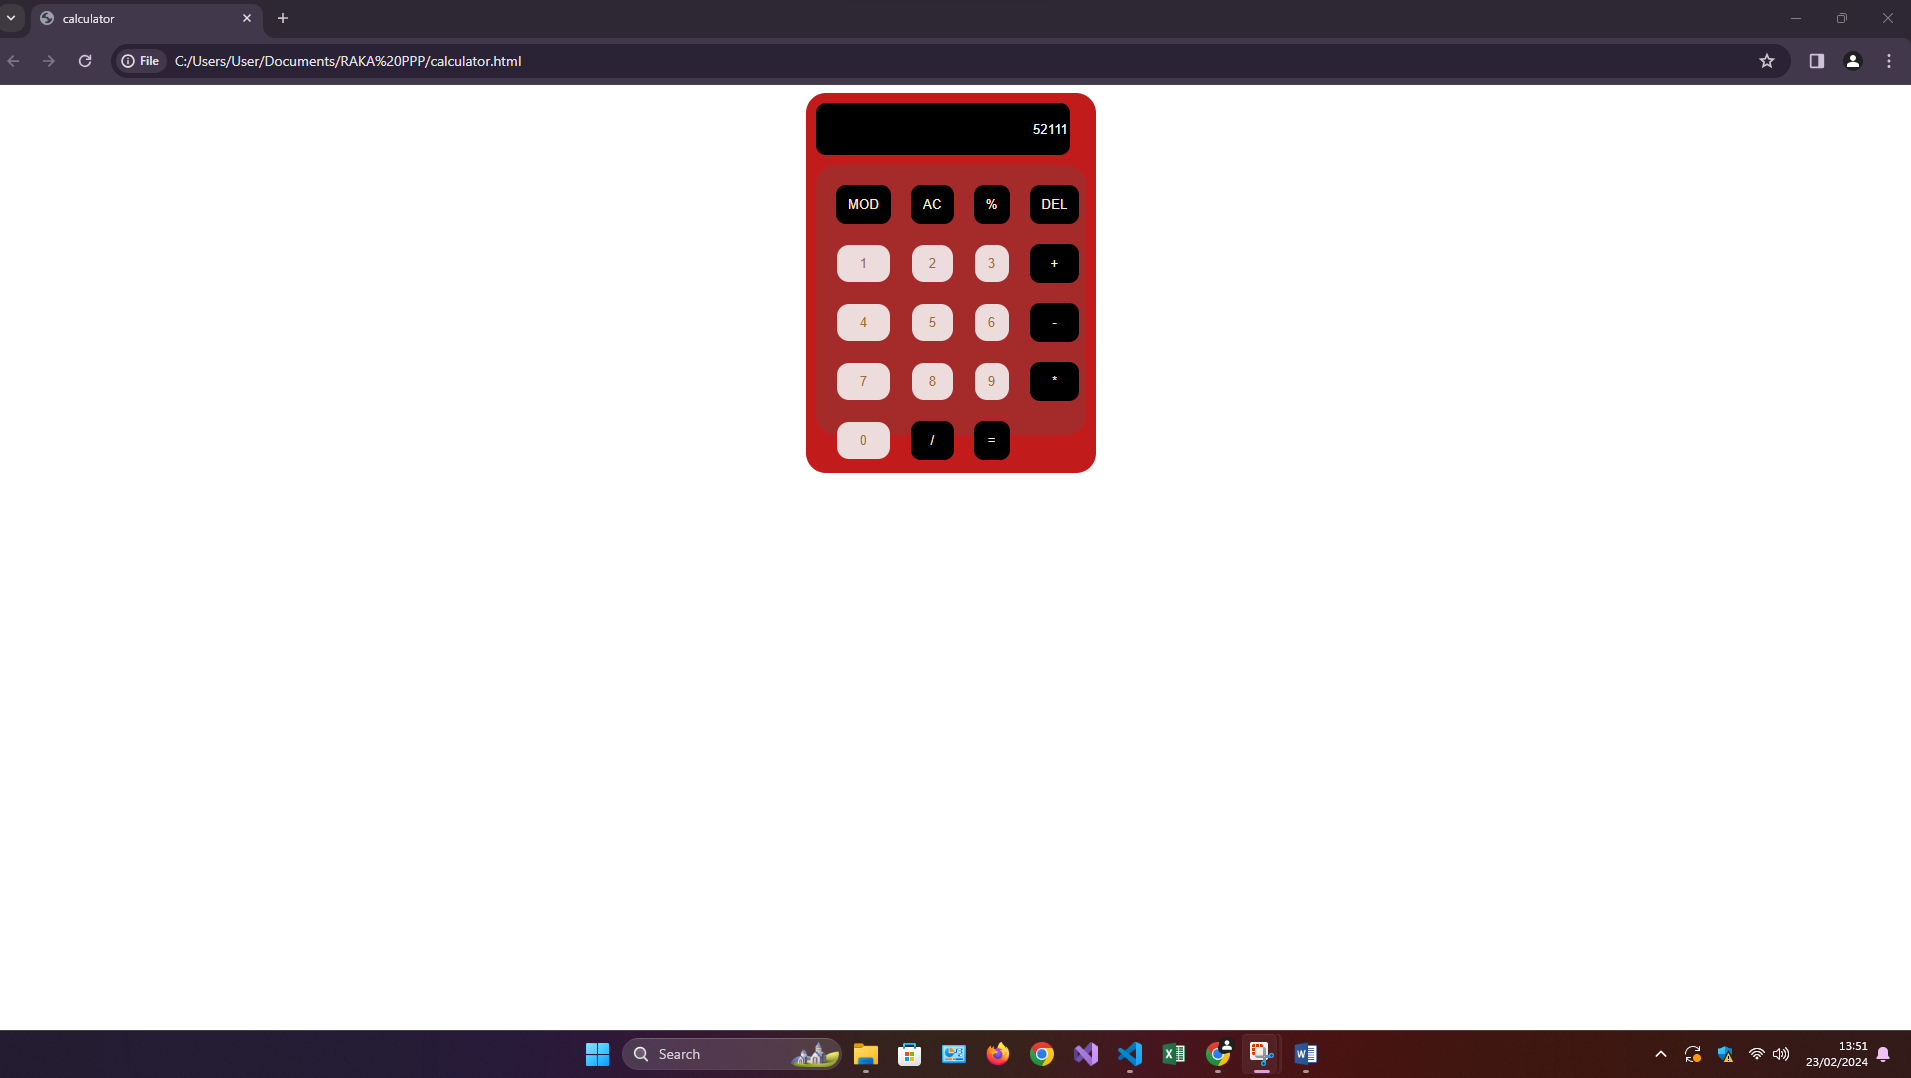 calculator
File C:/Users/User/Documents/RAKA%20PPP/calculator.html
52111
MOD AC % DEL
1 2 3 +
4 5 6 -
7 8 9 *
0 / =
Search
13:51
23/02/2024